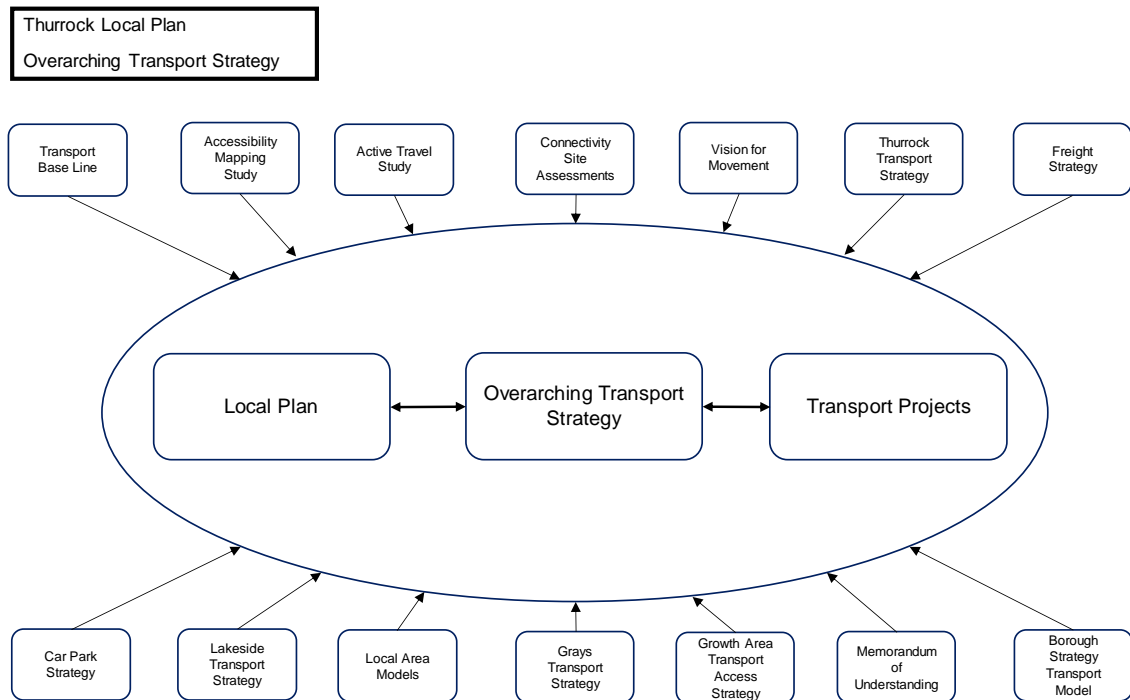 Thurrock Local Plan
Overarching Transport Strategy
Transport
Base Line
Accessibility
Mapping
Study
Active Travel
Study
Connectivity
Site
Assessments
Vision for
Movement
Thurrock
Transport
Strategy
Freight
Strategy
Local Plan
Overarching Transport
Strategy
Transport Projects
Car Park
Strategy
Lakeside
Transport
Strategy
Local Area
Models
Grays
Transport
Strategy
Growth Area
Transport
Access
Strategy
Memorandum
of
Understanding
Borough
Strategy
Transport
Model